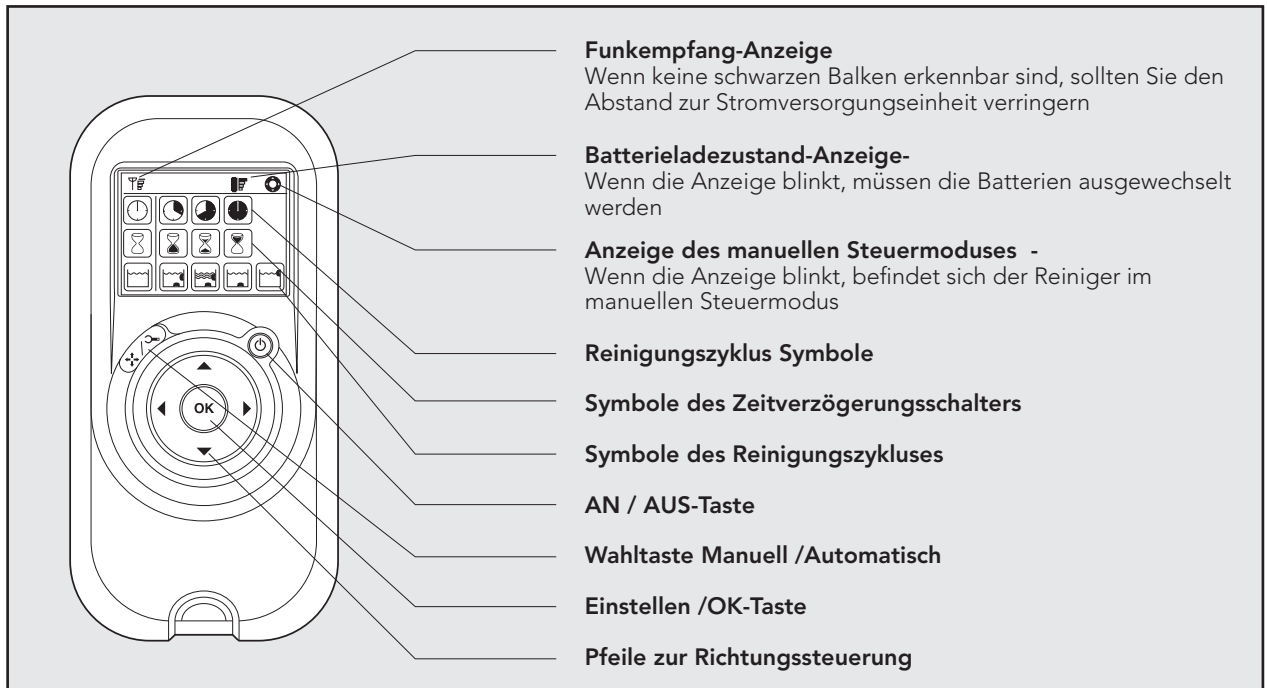 Funkempfang-Anzeige
Wenn keine schwarzen Balken erkennbar sind, sollten Sie den
Abstand zur Stromversorgungseinheit verringern
Batterieladezustand-Anzeige-
Wenn die Anzeige blinkt, müssen die Batterien ausgewechselt
werden
Anzeige des manuellen Steuermoduses -
Wenn die Anzeige blinkt, befindet sich der Reiniger im
manuellen Steuermodus
Reinigungszyklus Symbole
Symbole des Zeitverzögerungsschalters
Symbole des Reinigungszykluses
AN / AUS-Taste
Wahltaste Manuell /Automatisch
Einstellen /OK-Taste
Pfeile zur Richtungssteuerung
OK